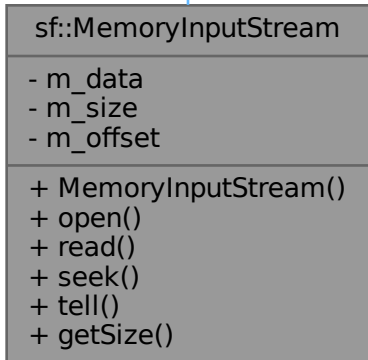 sf::MemoryInputStream
- m_data
- m_size
- m_offset
+ MemoryInputStream()
+ open()
+ read()
+ seek()
+ tell()
+ getSize()